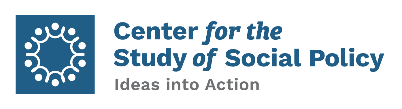 Center for the
Study of Social Policy
Ideas into Action